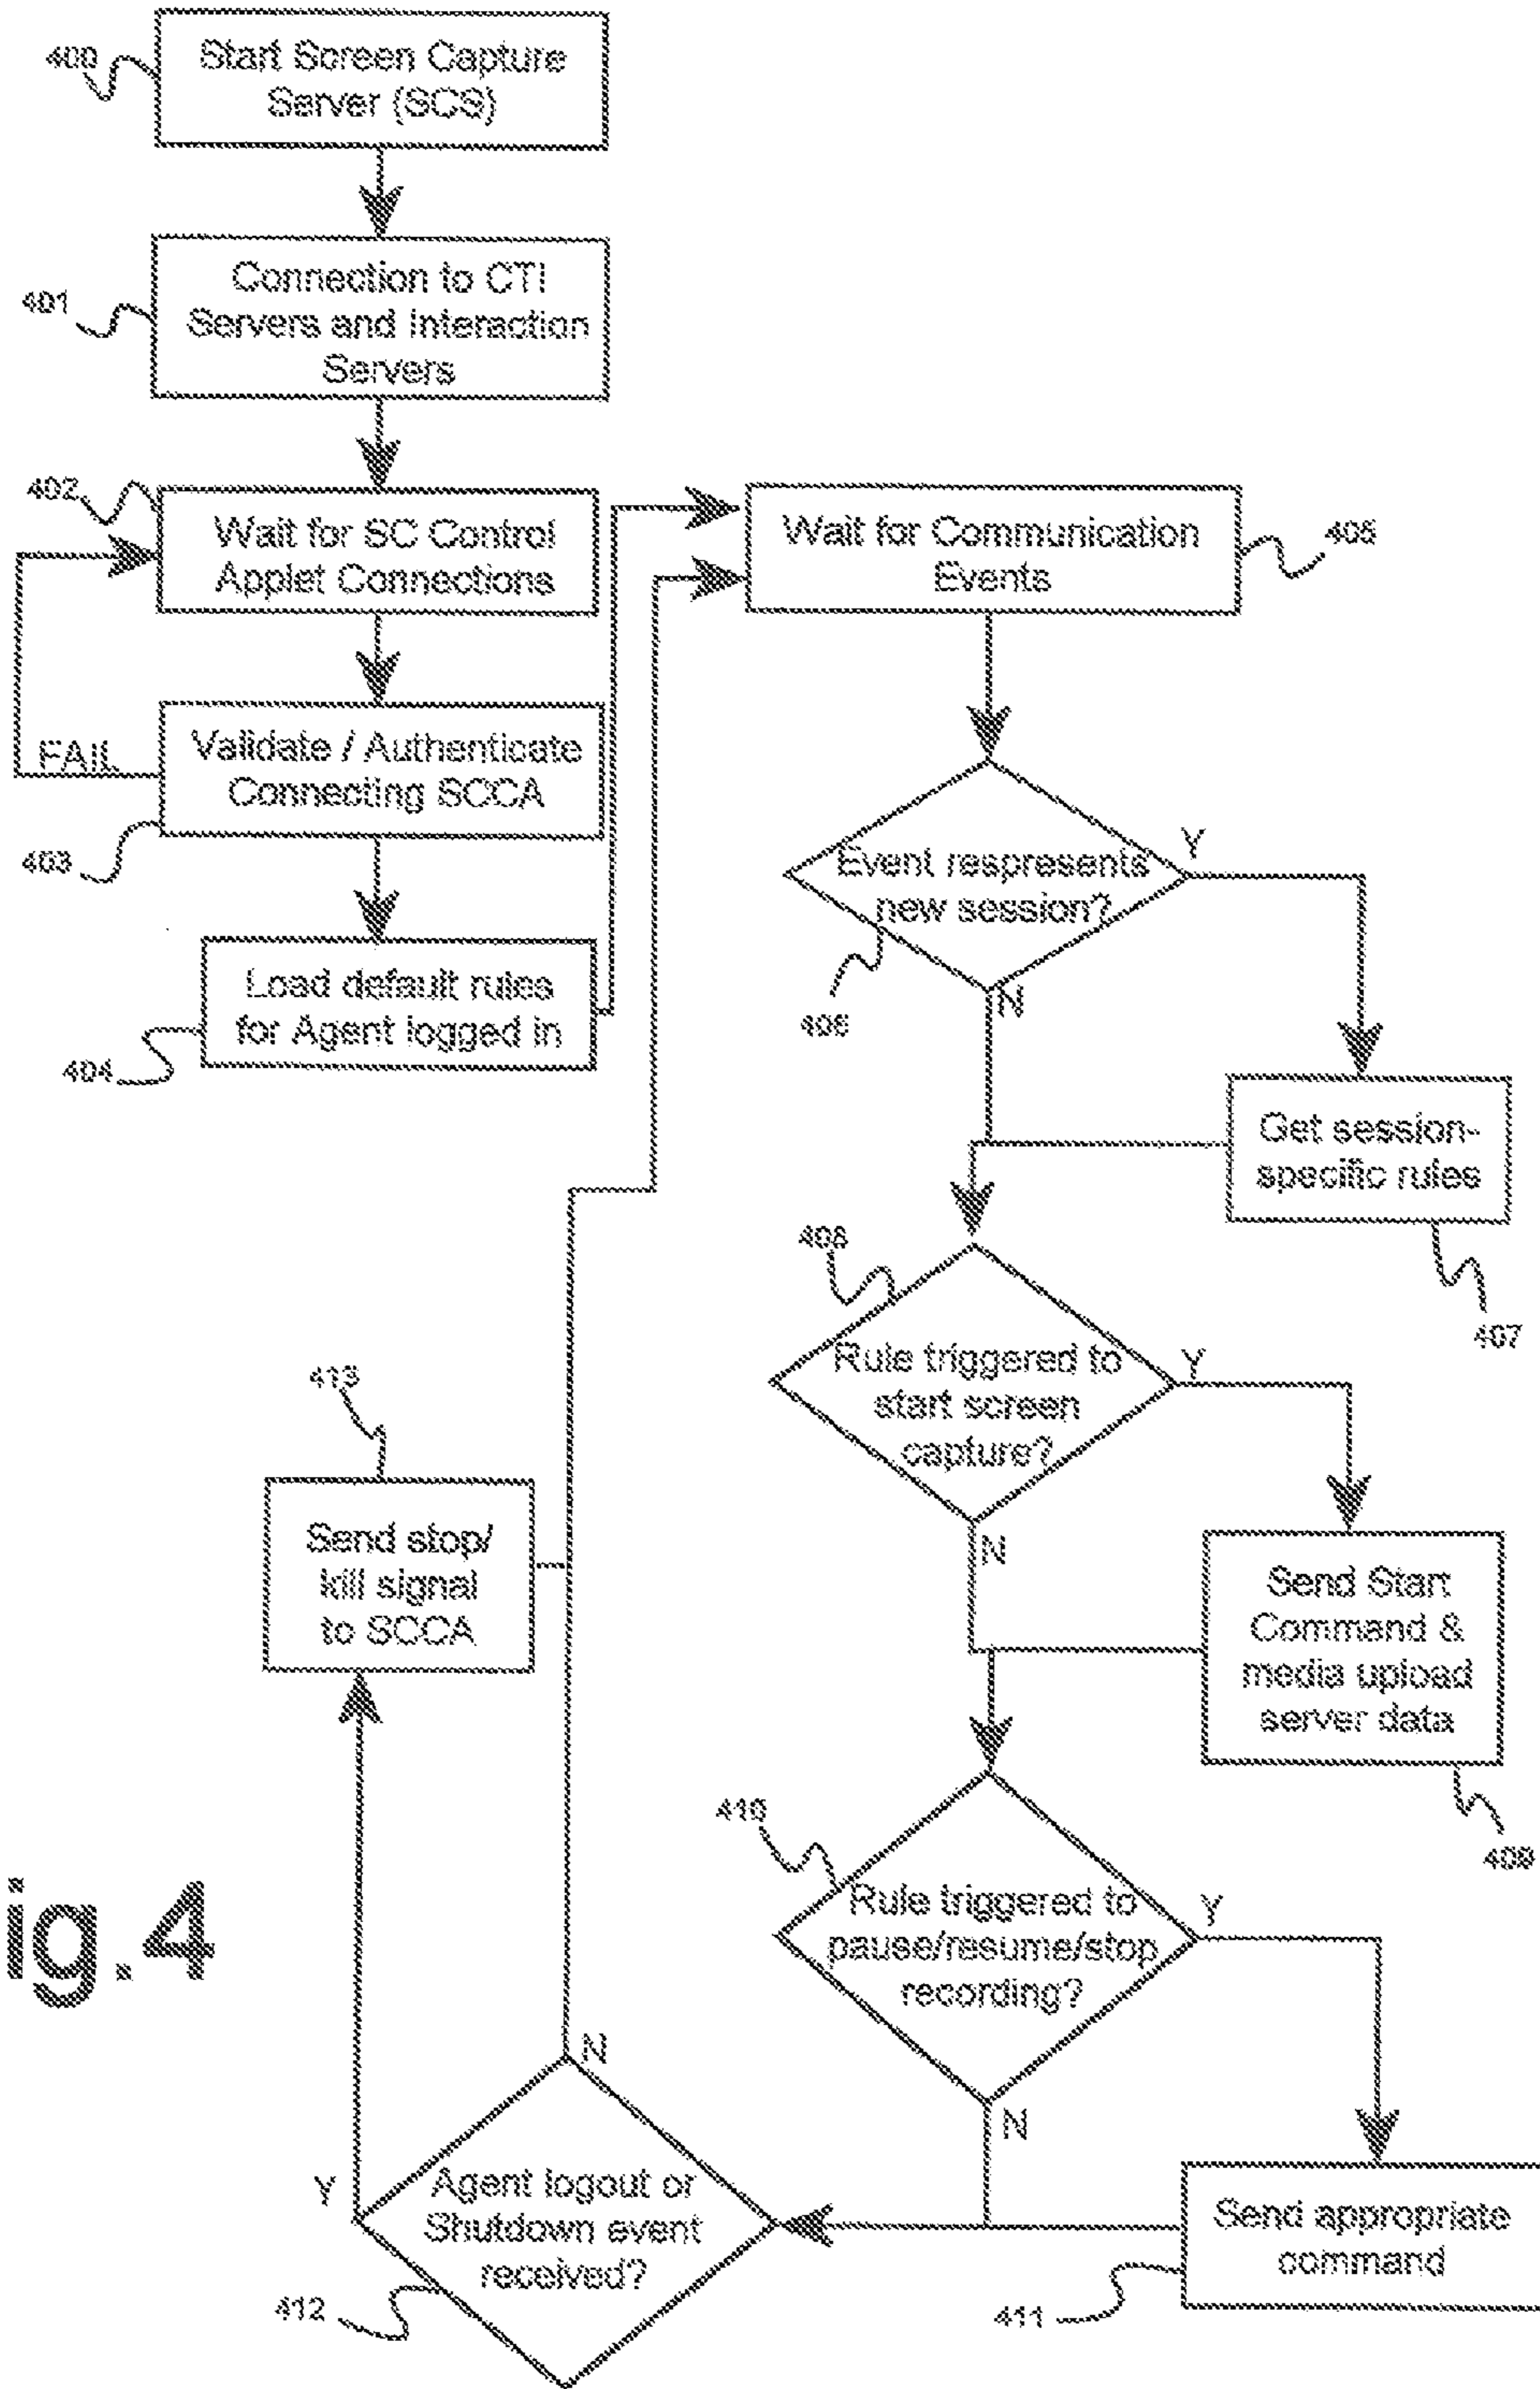 400
Start Screen Capture
Server (SCS)
401
Connection to CTI
Servers and Interaction
Servers
402
Wait for SC Control
Applet Connections
FAIL
Validate / Authenticate
Connecting SCCA
403
Load default rules
for Agent logged in
404
Wait for Communication
Events
405
Event respresents
new session?
Y
N
406
Get session-
specific rules
407
408
Rule triggered to
start screen
capture?
Y
N
Send Start
Command &
media upload
server data
409
410
Rule triggered to
pause/resume/stop
recording?
Y
N
Send appropriate
command
411
Agent logout or
Shutdown event
received?
N
Y
412
413
Send stop/
kill signal
to SCCA
ig.4